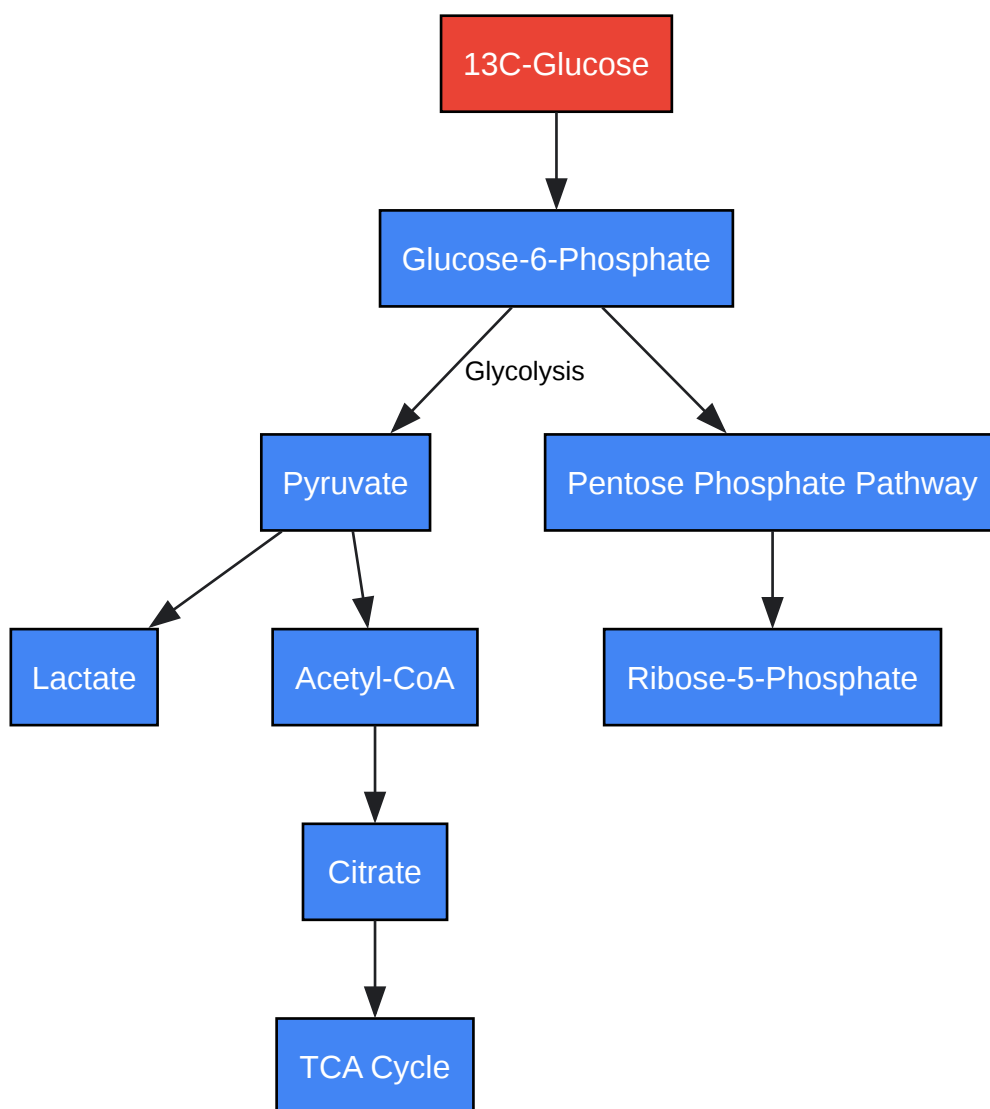 13C-Glucose
Glucose-6-Phosphate
Glycolysis
Pyruvate
Pentose Phosphate Pathway
Lactate
Acetyl-CoA
Ribose-5-Phosphate
Citrate
TCA Cycle